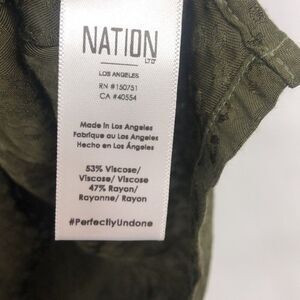 NATION
LTD
LOS ANGELES
RN #150751
CA #40554
Made in Los Angeles
Fabrique au Los Angeles
Hecho en Los Ángeles
53% Viscose/
Viscose/ Viscose
47% Rayon/
Rayonne/ Rayon
#PerfectlyUndone